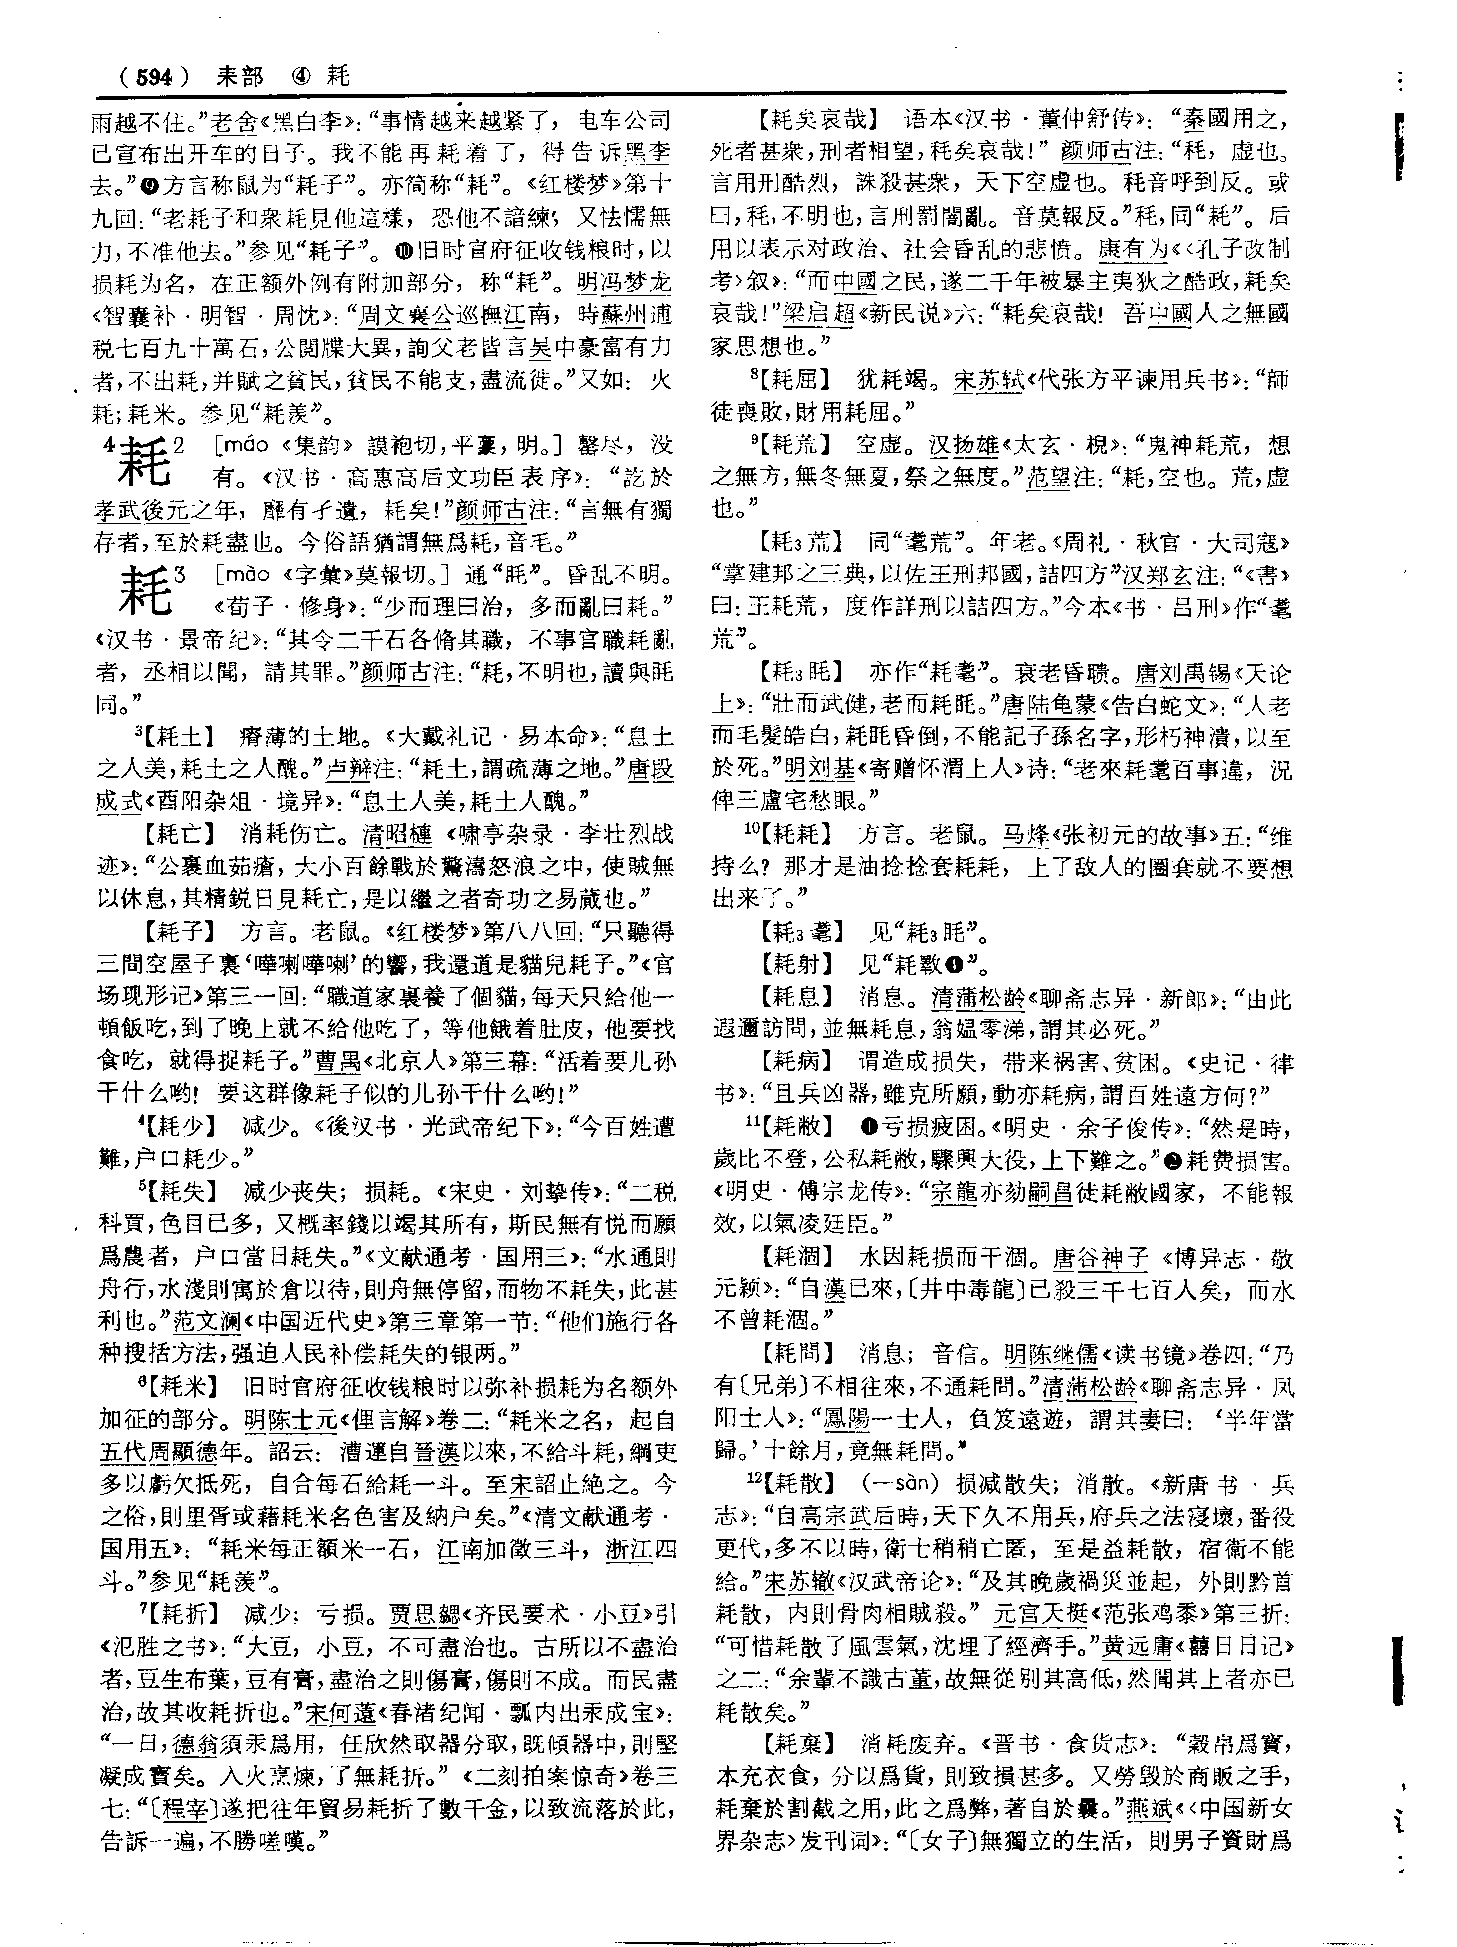 （594） 耒部 ④ 耗
雨越不住。”老舍《黑白李》：“事情越来越紧了，电车公司
已宣布出开车的日子。我不能再耗着了，得告诉黑李
去。”❾方言称鼠为“耗子”。亦简称“耗”。《红楼梦》第十
九回：“老耗子和衆耗見他這樣，恐他不諳練，又怯懦無
力，不准他去。”参见“耗子”。❿旧时官府征收钱粮时，以
损耗为名，在正额外例有附加部分，称“耗”。明冯梦龙
《智囊补·明智·周忱》：“周文襄公巡撫江南，時蘇州逋
税七百九十萬石，公閲牒大異，詢父老皆言吴中豪富有力
者，不出耗，并賦之貧民，貧民不能支，盡流徙。”又如：火
耗；耗米。参见“耗羡”。
4耗2 [máo 《集韵》 謨袍切，平豪，明。] 罄尽，没
有。《汉书·高惠高后文功臣表序》：“訖於
孝武後元之年，靡有孑遺，耗矣！”颜师古注：“言無有獨
存者，至於耗盡也。今俗語猶謂無爲耗，音毛。”
耗3 [mào 《字彙》莫報切。] 通“眊”。昏乱不明。
《荀子·修身》：“少而理曰治，多而亂曰耗。”
《汉书·景帝纪》：“其令二千石各脩其職，不事官職耗亂
者，丞相以聞，請其罪。”颜师古注：“耗，不明也，讀與眊
同。”
3【耗土】 瘠薄的土地。《大戴礼记·易本命》：“息土
之人美，耗土之人醜。”卢辩注：“耗土，謂疏薄之地。”唐段
成式《酉阳杂俎·境异》：“息土人美，耗土人醜。”
【耗亡】 消耗伤亡。清昭槤《啸亭杂录·李壮烈战
迹》：“公裹血茹瘡，大小百餘戰於驚濤怒浪之中，使賊無
以休息，其精鋭日見耗亡，是以繼之者奇功之易蕆也。”
【耗子】 方言。老鼠。《红楼梦》第八八回：“只聽得
三間空屋子裏‘嘩喇嘩喇’的響，我還道是貓兒耗子。”《官
场现形记》第三一回：“職道家裏養了個貓，每天只給他一
頓飯吃，到了晚上就不給他吃了，等他餓着肚皮，他要找
食吃，就得捉耗子。”曹禺《北京人》第三幕：“活着要儿孙
干什么哟！要这群像耗子似的儿孙干什么哟！”
4【耗少】 减少。《後汉书·光武帝纪下》：“今百姓遭
難，户口耗少。”
5【耗失】 减少丧失；损耗。《宋史·刘挚传》：“二税
科買，色目已多，又概率錢以竭其所有，斯民無有悦而願
爲農者，户口當日耗失。”《文献通考·国用三》：“水通則
舟行，水淺則寓於倉以待，則舟無停留，而物不耗失，此甚
利也。”范文澜《中国近代史》第三章第一节：“他们施行各
种搜括方法，强迫人民补偿耗失的银两。”
6【耗米】 旧时官府征收钱粮时以弥补损耗为名额外
加征的部分。明陈士元《俚言解》卷二：“耗米之名，起自
五代周顯德年。詔云：漕運自晉漢以來，不給斗耗，綱吏
多以虧欠抵死，自合每石給耗一斗。至宋詔止絶之。今
之俗，則里胥或藉耗米名色害及納户矣。”《清文献通考·
国用五》：“耗米每正額米一石，江南加徵三斗，浙江四
斗。”参见“耗羡”。
7【耗折】 减少；亏损。贾思勰《齐民要术·小豆》引
《氾胜之书》：“大豆，小豆，不可盡治也。古所以不盡治
者，豆生布葉，豆有膏，盡治之則傷膏，傷則不成。而民盡
治，故其收耗折也。”宋何薳《春渚纪闻·瓢内出汞成宝》：
“一日，德翁須汞爲用，任欣然取器分取，既傾器中，則堅
凝成寶矣。入火烹煉，了無耗折。”《二刻拍案惊奇》卷三
七：“〔程宰〕遂把往年貿易耗折了數千金，以致流落於此，
告訴一遍，不勝嗟嘆。”
【耗矣哀哉】 语本《汉书·董仲舒传》：“秦國用之，
死者甚衆，刑者相望，秏矣哀哉！”颜师古注：“秏，虚也。
言用刑酷烈，誅殺甚衆，天下空虚也。秏音呼到反。或
曰，秏，不明也，言刑罰闇亂。音莫報反。”秏，同“耗”。后
用以表示对政治、社会昏乱的悲愤。康有为《〈孔子改制
考〉叙》：“而中國之民，遂二千年被暴主夷狄之酷政，耗矣
哀哉！”梁启超《新民说》六：“耗矣哀哉！吾中國人之無國
家思想也。”
8【耗屈】 犹耗竭。宋苏轼《代张方平谏用兵书》：“師
徒喪敗，財用耗屈。”
9【耗荒】 空虚。汉扬雄《太玄·棿》：“鬼神耗荒，想
之無方，無冬無夏，祭之無度。”范望注：“耗，空也。荒，虚
也。”
【耗3荒】 同“耄荒”。年老。《周礼·秋官·大司寇》
“掌建邦之三典，以佐王刑邦國，詰四方”汉郑玄注：“《書》
曰：王耗荒，度作詳刑以詰四方。”今本《书·吕刑》作“耄
荒”。
【耗3眊】 亦作“耗耄”。衰老昏聩。唐刘禹锡《天论
上》：“壯而武健，老而耗眊。”唐陆龟蒙《告白蛇文》：“人老
而毛髮皓白，耗眊昏倒，不能記子孫名字，形朽神潰，以至
於死。”明刘基《寄赠怀渭上人》诗：“老來耗耄百事違，況
俾三盧宅愁眼。”
10【耗耗】 方言。老鼠。马烽《张初元的故事》五：“维
持么？那才是油捻捻套耗耗，上了敌人的圈套就不要想
出来了。”
【耗3耄】 见“耗3眊”。
【耗射】 见“耗斁❶”。
【耗息】 消息。清蒲松龄《聊斋志异·新郎》：“由此
遐邇訪問，並無耗息，翁媪零涕，謂其必死。”
【耗病】 谓造成损失，带来祸害、贫困。《史记·律
书》：“且兵凶器，雖克所願，動亦耗病，謂百姓遠方何？”
11【耗敝】 ❶亏损疲困。《明史·余子俊传》：“然是時，
歲比不登，公私耗敝，驟興大役，上下難之。”❷耗费损害。
《明史·傅宗龙传》：“宗龍亦劾嗣昌徒耗敝國家，不能報
效，以氣凌廷臣。”
【耗涸】 水因耗损而干涸。唐谷神子《博异志·敬
元颖》：“自漢已來，〔井中毒龍〕已殺三千七百人矣，而水
不曾耗涸。”
【耗問】 消息；音信。明陈继儒《读书镜》卷四：“乃
有〔兄弟〕不相往來，不通耗問。”清蒲松龄《聊斋志异·凤
阳士人》：“鳳陽一士人，負笈遠遊，謂其妻曰：‘半年當
歸。’十餘月，竟無耗問。”
12【耗散】 （—sàn）损减散失；消散。《新唐书·兵
志》：“自高宗武后時，天下久不用兵，府兵之法寖壞，番役
更代，多不以時，衛士稍稍亡匿，至是益耗散，宿衛不能
給。”宋苏辙《汉武帝论》：“及其晚歲禍災並起，外則黔首
耗散，内則骨肉相賊殺。”元宫天挺《范张鸡黍》第三折：
“可惜耗散了風雲氣，沈埋了經濟手。”黄远庸《囍日日记》
之二：“余輩不識古董，故無從别其高低，然聞其上者亦已
耗散矣。”
【耗棄】 消耗废弃。《晋书·食货志》：“穀帛爲寶，
本充衣食，分以爲貨，則致損甚多。又勞毁於商販之手，
耗棄於割截之用，此之爲弊，著自於曩。”燕斌《〈中国新女
界杂志〉发刊词》：“〔女子〕無獨立的生活，則男子資財爲